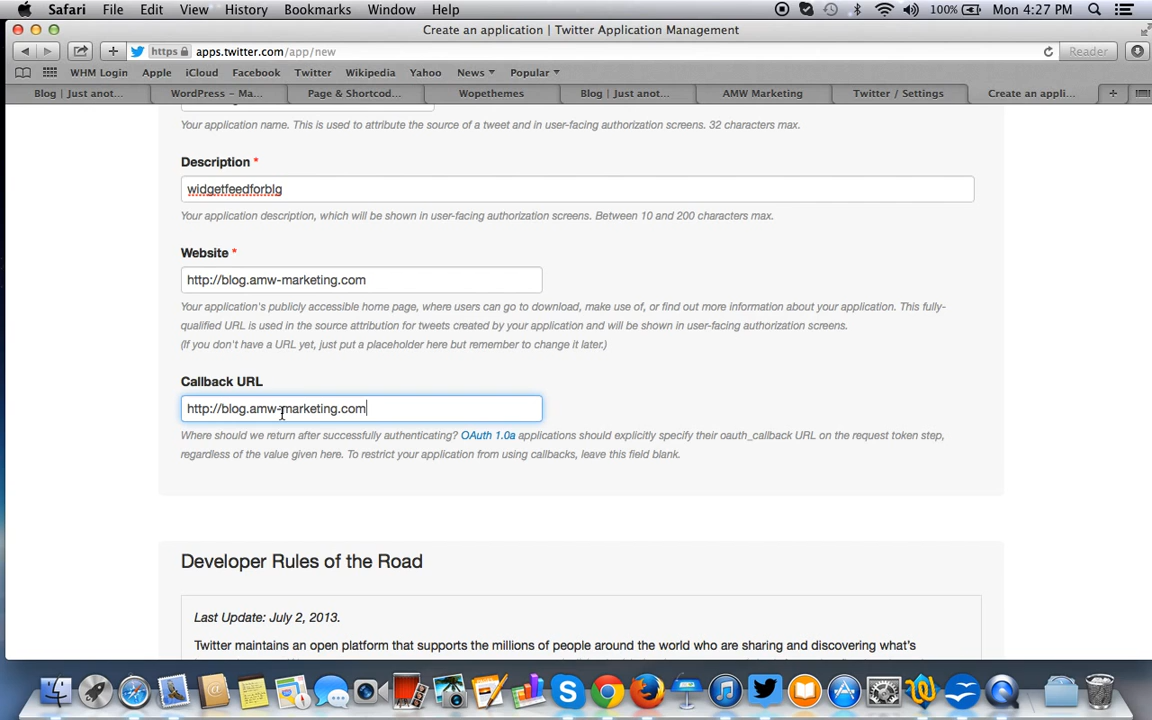 Safari File Edit View History Bookmarks Window Help 100% Mon 4:27 PM
Create an application | Twitter Application Management
https apps.twitter.com/app/new Reader
WHM Login Apple iCloud Facebook Twitter Wikipedia Yahoo News Popular
Blog | Just anot... WordPress – Ma... Page & Shortcod... Wopethemes Blog | Just anot... AMW Marketing Twitter / Settings Create an appli...
Your application name. This is used to attribute the source of a tweet and in user-facing authorization screens. 32 characters max.
Description *
widgetfeedforblg
Your application description, which will be shown in user-facing authorization screens. Between 10 and 200 characters max.
Website *
http://blog.amw-marketing.com
Your application's publicly accessible home page, where users can go to download, make use of, or find out more information about your application. This fully-
qualified URL is used in the source attribution for tweets created by your application and will be shown in user-facing authorization screens.
(If you don't have a URL yet, just put a placeholder here but remember to change it later.)
Callback URL
http://blog.amw-marketing.com
Where should we return after successfully authenticating? OAuth 1.0a applications should explicitly specify their oauth_callback URL on the request token step,
regardless of the value given here. To restrict your application from using callbacks, leave this field blank.
Developer Rules of the Road
Last Update: July 2, 2013.
Twitter maintains an open platform that supports the millions of people around the world who are sharing and discovering what's